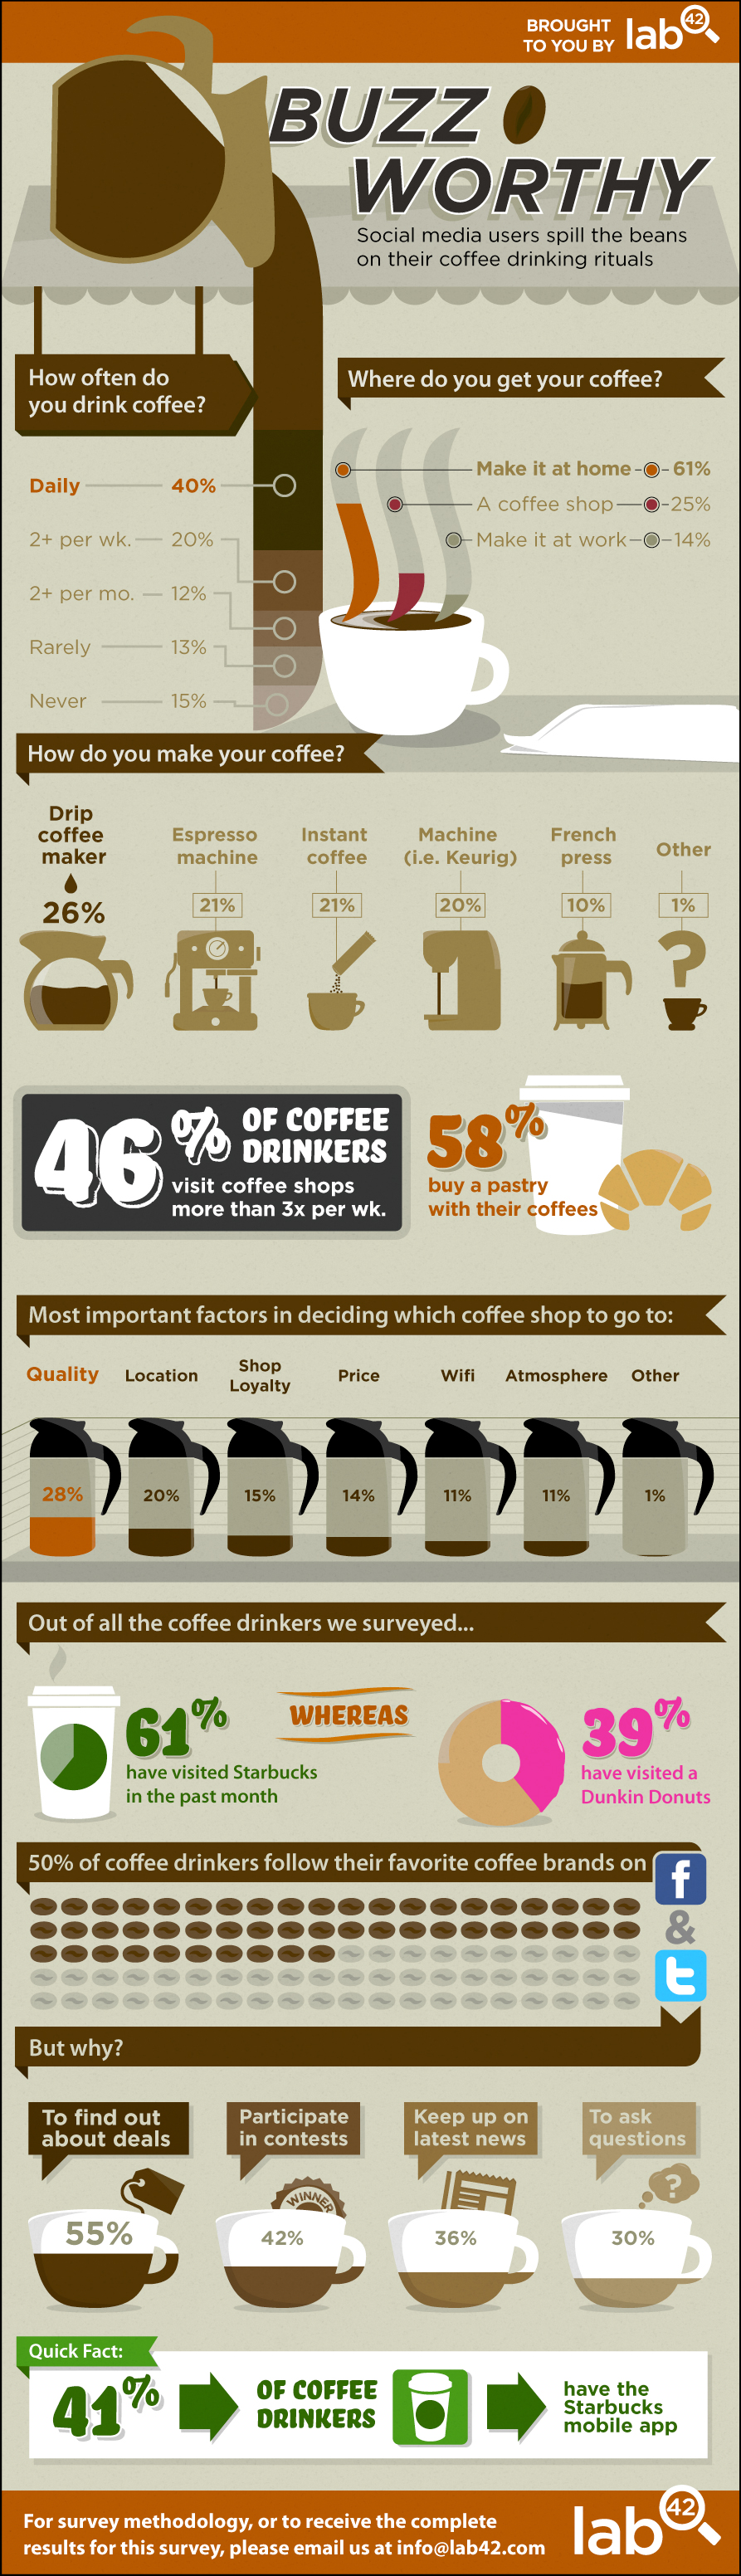 BROUGHT
TO YOU BY
lab 42
BUZZ
WORTHY
Social media users spill the beans
on their coffee drinking rituals
How often do
you drink coffee?
Daily 40%
2+ per wk. 20%
2+ per mo. 12%
Rarely 13%
Never 15%
Where do you get your coffee?
Make it at home 61%
A coffee shop 25%
Make it at work 14%
How do you make your coffee?
Drip
coffee
maker
26%
Espresso
machine
21%
Instant
coffee
21%
Machine
(i.e. Keurig)
20%
French
press
10%
Other
1%
?
46% OF COFFEE
DRINKERS
visit coffee shops
more than 3x per wk.
58%
buy a pastry
with their coffees
Most important factors in deciding which coffee shop to go to:
Quality
28%
Location
20%
Shop
Loyalty
15%
Price
14%
Wifi
11%
Atmosphere
11%
Other
1%
Out of all the coffee drinkers we surveyed...
61%
have visited Starbucks
in the past month
WHEREAS
39%
have visited a
Dunkin Donuts
50% of coffee drinkers follow their favorite coffee brands on
f
&
t
But why?
To find out
about deals
55%
Participate
in contests
WINNER
42%
Keep up on
latest news
36%
To ask
questions
?
30%
Quick Fact:
41%
OF COFFEE
DRINKERS
have the
Starbucks
mobile app
For survey methodology, or to receive the complete
results for this survey, please email us at info@lab42.com
lab 42